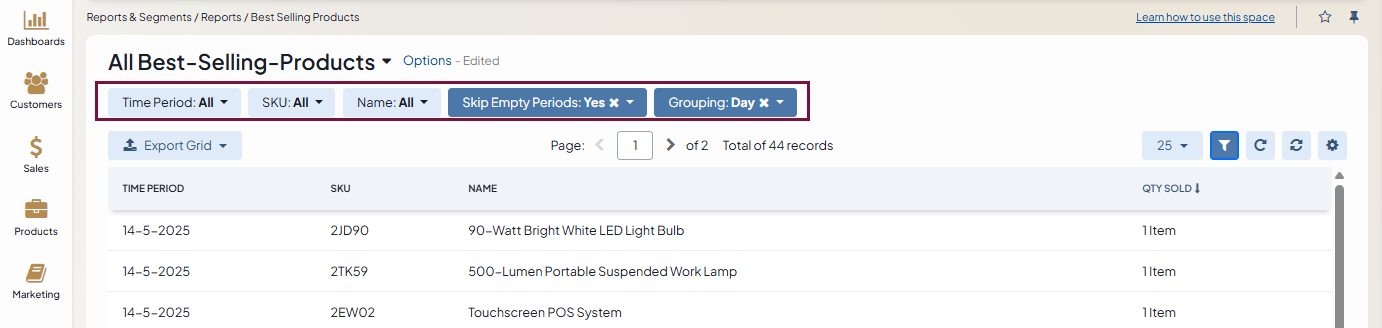 Reports & Segments / Reports / Best Selling Products
Learn how to use this space
Dashboards
Customers
Sales
Products
Marketing
All Best-Selling-Products
Options - Edited
Time Period: All
SKU: All
Name: All
Skip Empty Periods: Yes
Grouping: Day
Export Grid
Page: 1 of 2 Total of 44 records
25
TIME PERIOD SKU NAME QTY SOLD
14-5-2025 2JD90 90-Watt Bright White LED Light Bulb 1 Item
14-5-2025 2TK59 500-Lumen Portable Suspended Work Lamp 1 Item
14-5-2025 2EW02 Touchscreen POS System 1 Item